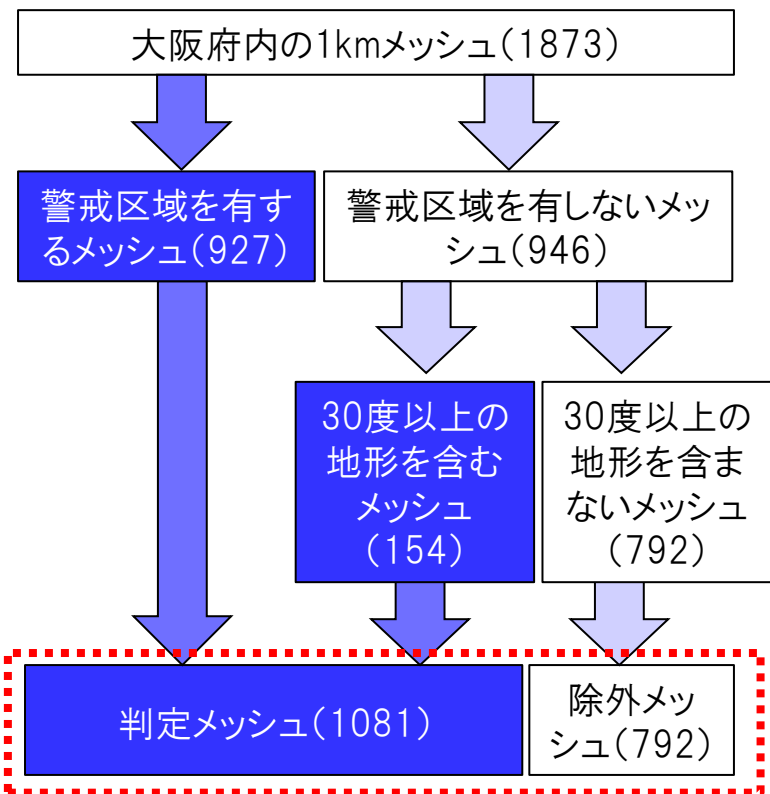 大阪府内の1kmメッシュ(1873)
警戒区域を有す
るメッシュ(927)
警戒区域を有しないメッ
シュ(946)
30度以上の
地形を含む
メッシュ
(154)
30度以上の
地形を含ま
ないメッシュ
(792)
判定メッシュ(1081)
除外メッ
シュ(792)